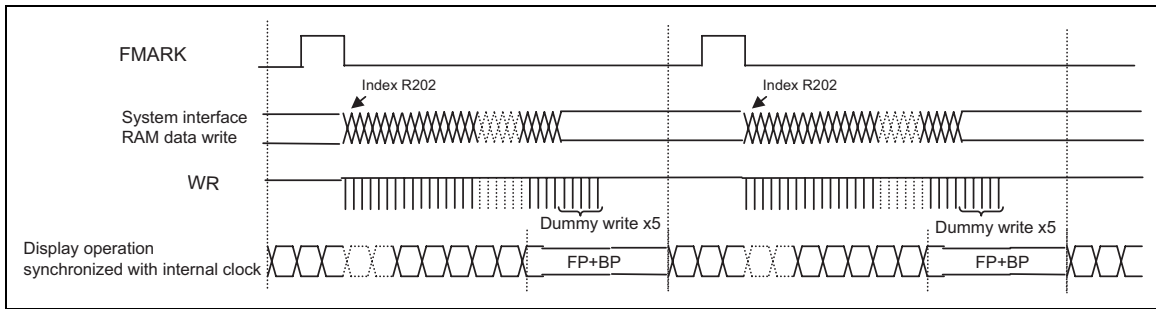 FMARK
Index R202
Index R202
System interface
RAM data write
WR
Dummy write x5
Dummy write x5
Display operation
synchronized with internal clock
FP+BP
FP+BP